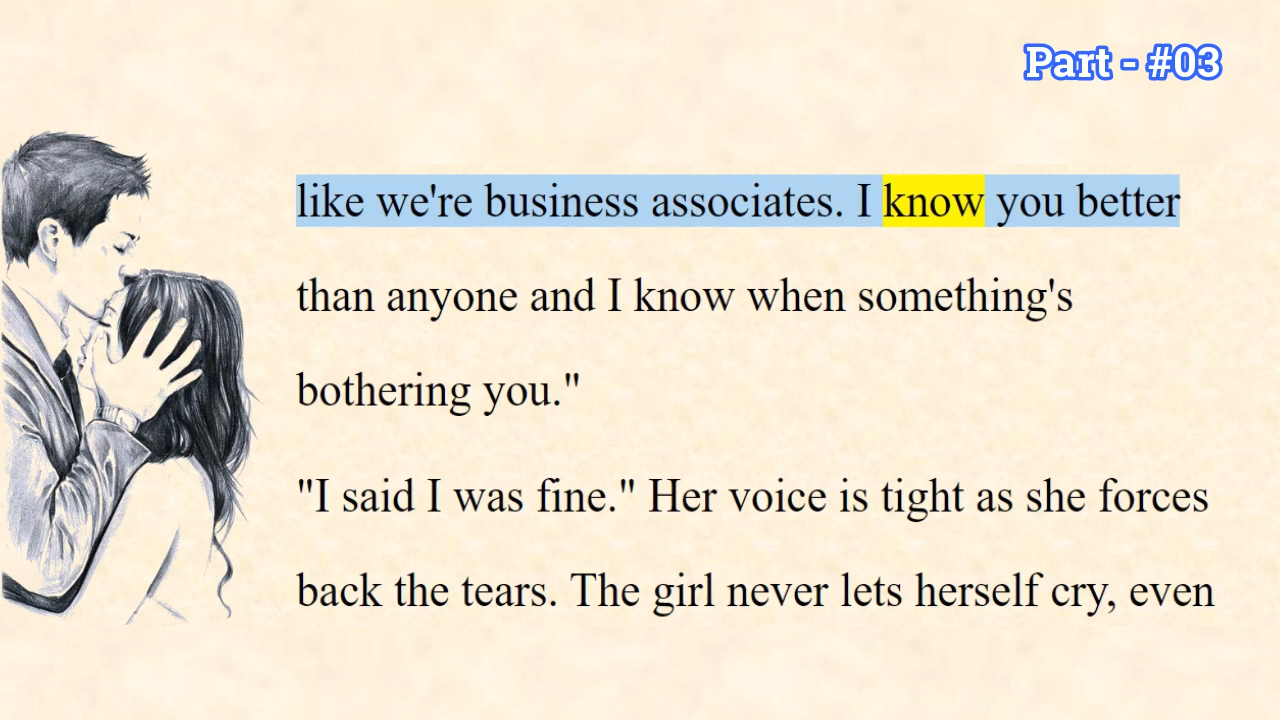 Part - #03
like we're business associates. I know you better
than anyone and I know when something's
bothering you."
"I said I was fine." Her voice is tight as she forces
back the tears. The girl never lets herself cry, even